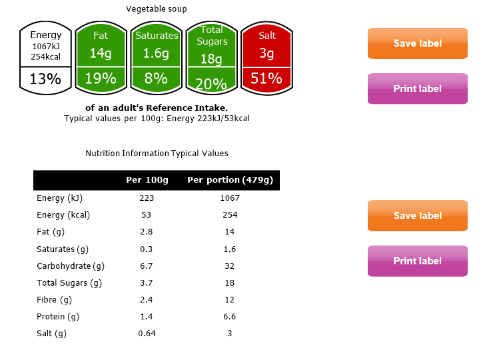 Vegetable soup
Energy
1067kJ
254kcal
13%
Fat
14g
19%
Saturates
1.6g
8%
Total
Sugars
18g
20%
Salt
3g
51%
Save label
Print label
of an adult's Reference Intake.
Typical values per 100g: Energy 223kJ/53kcal
Nutrition Information Typical Values
Per 100g Per portion (479g)
Energy (kJ) 223 1067
Energy (kcal) 53 254
Fat (g) 2.8 14
Saturates (g) 0.3 1.6
Carbohydrate (g) 6.7 32
Total Sugars (g) 3.7 18
Fibre (g) 2.4 12
Protein (g) 1.4 6.6
Salt (g) 0.64 3
Save label
Print label